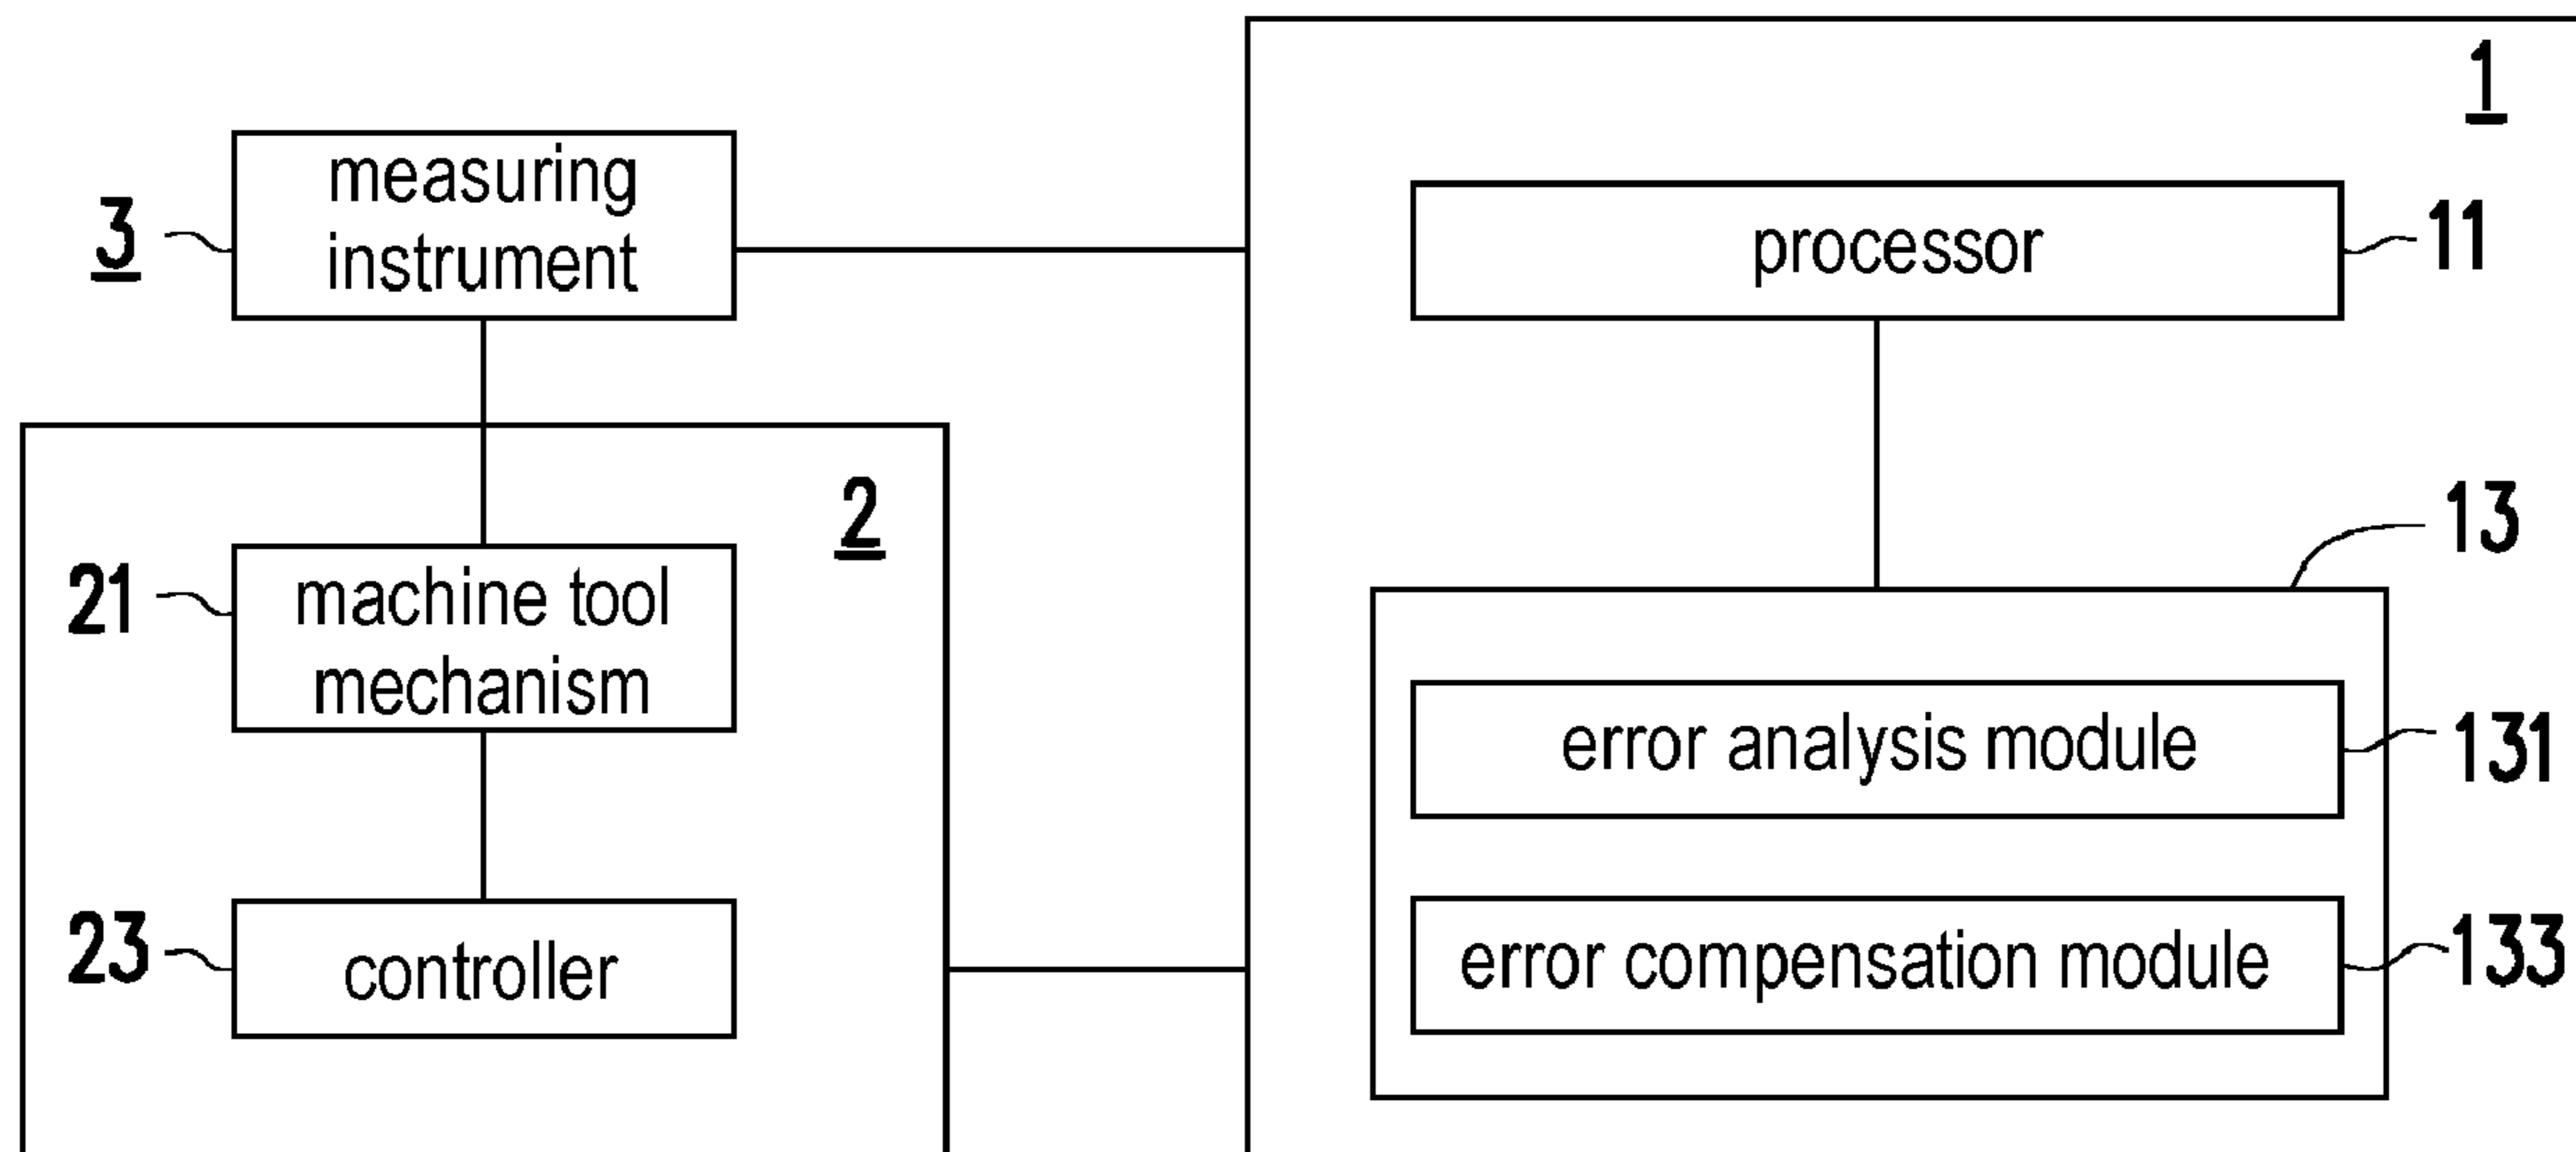 1
measuring
instrument
3
processor
11
2
13
21
machine tool
mechanism
error analysis module
131
23
controller
error compensation module
133